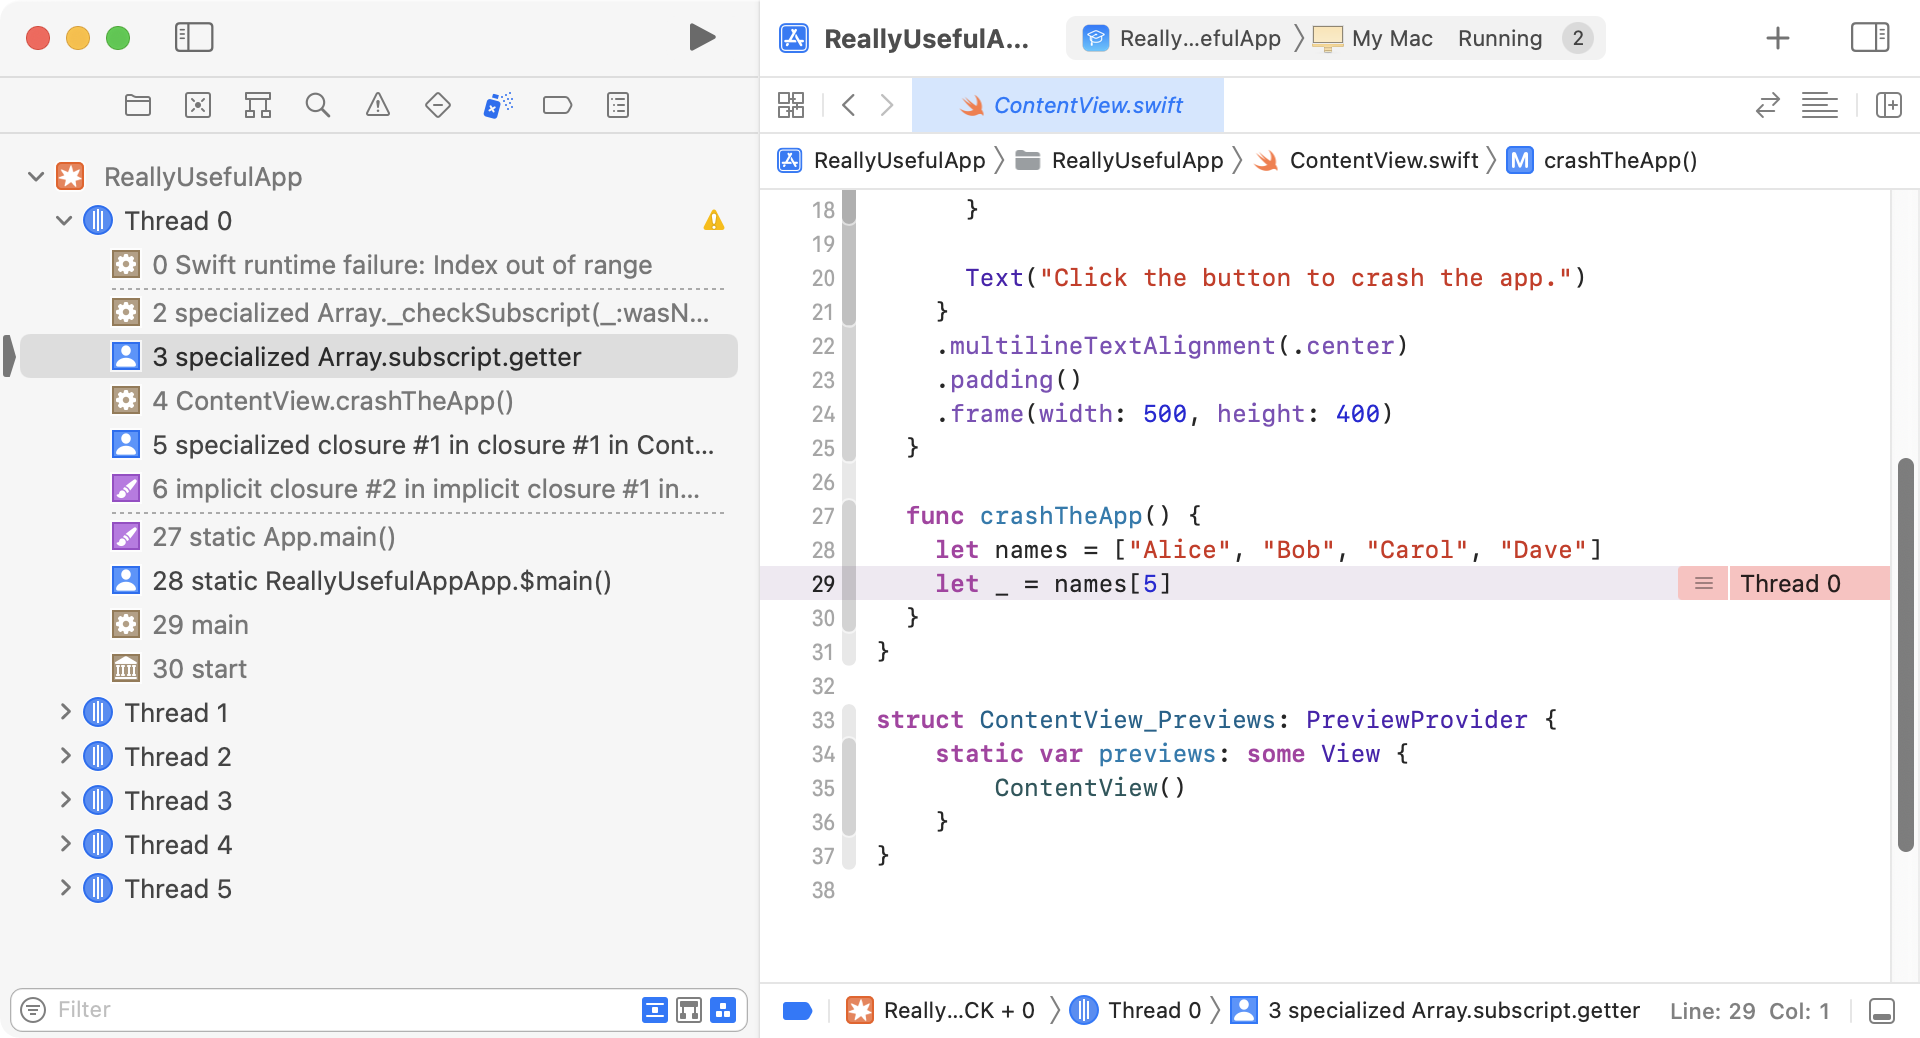 ReallyUsefulA...
Really...efulApp
My Mac
Running
2
ContentView.swift
ReallyUsefulApp
ReallyUsefulApp
ContentView.swift
M crashTheApp()
ReallyUsefulApp
Thread 0
0 Swift runtime failure: Index out of range
2 specialized Array._checkSubscript(_:wasN...
3 specialized Array.subscript.getter
4 ContentView.crashTheApp()
5 specialized closure #1 in closure #1 in Cont...
6 implicit closure #2 in implicit closure #1 in...
27 static App.main()
28 static ReallyUsefulAppApp.$main()
29 main
30 start
Thread 1
Thread 2
Thread 3
Thread 4
Thread 5
Filter
18 }
19
20 Text("Click the button to crash the app.")
21 }
22 .multilineTextAlignment(.center)
23 .padding()
24 .frame(width: 500, height: 400)
25 }
26
27 func crashTheApp() {
28 let names = ["Alice", "Bob", "Carol", "Dave"]
29 let _ = names[5]
Thread 0
30 }
31 }
32
33 struct ContentView_Previews: PreviewProvider {
34 static var previews: some View {
35 ContentView()
36 }
37 }
38
Really...CK + 0
Thread 0
3 specialized Array.subscript.getter
Line: 29 Col: 1